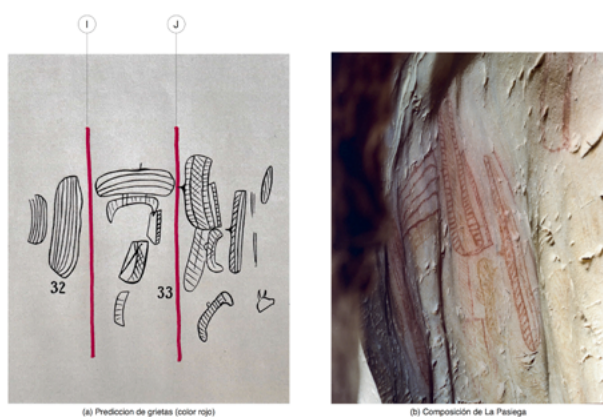 I
J
32
33
(a) Prediccion de grietas (color rojo)
(b) Composición de La Pasiega